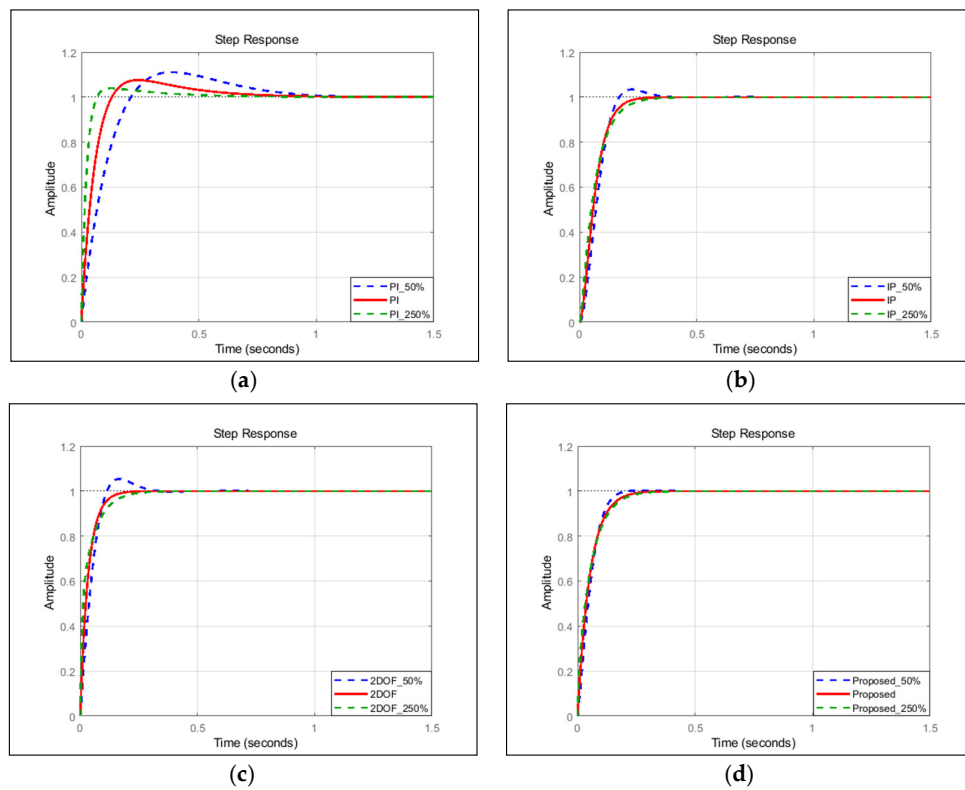 Step Response
1.2
1
0.8
0.6
0.4
0.2
0
Amplitude
PI_50%
PI
PI_250%
0
0.5
1
1.5
Time (seconds)
(a)
Step Response
1.2
1
0.8
0.6
0.4
0.2
0
Amplitude
IP_50%
IP
IP_250%
0
0.5
1
1.5
Time (seconds)
(b)
Step Response
1.2
1
0.8
0.6
0.4
0.2
0
Amplitude
2DOF_50%
2DOF
2DOF_250%
0
0.5
1
1.5
Time (seconds)
(c)
Step Response
1.2
1
0.8
0.6
0.4
0.2
0
Amplitude
Proposed_50%
Proposed
Proposed_250%
0
0.5
1
1.5
Time (seconds)
(d)